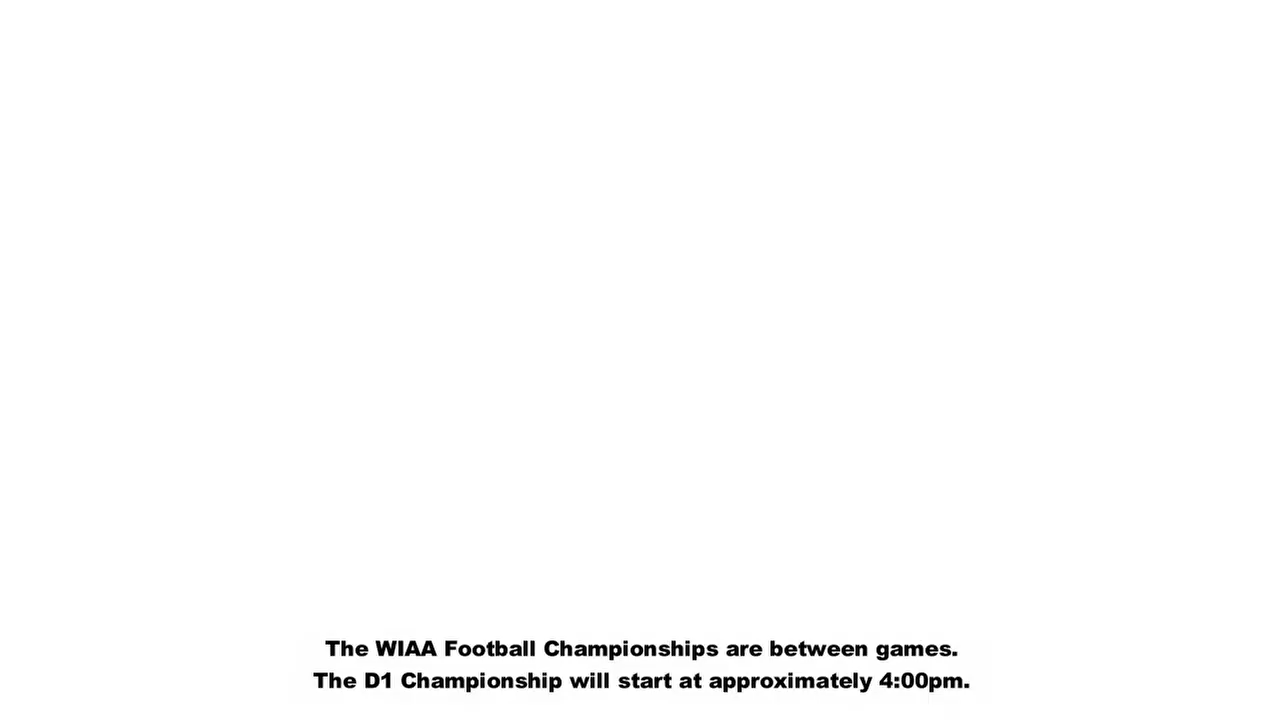 The WIAA Football Championships are between games.
The D1 Championship will start at approximately 4:00pm.